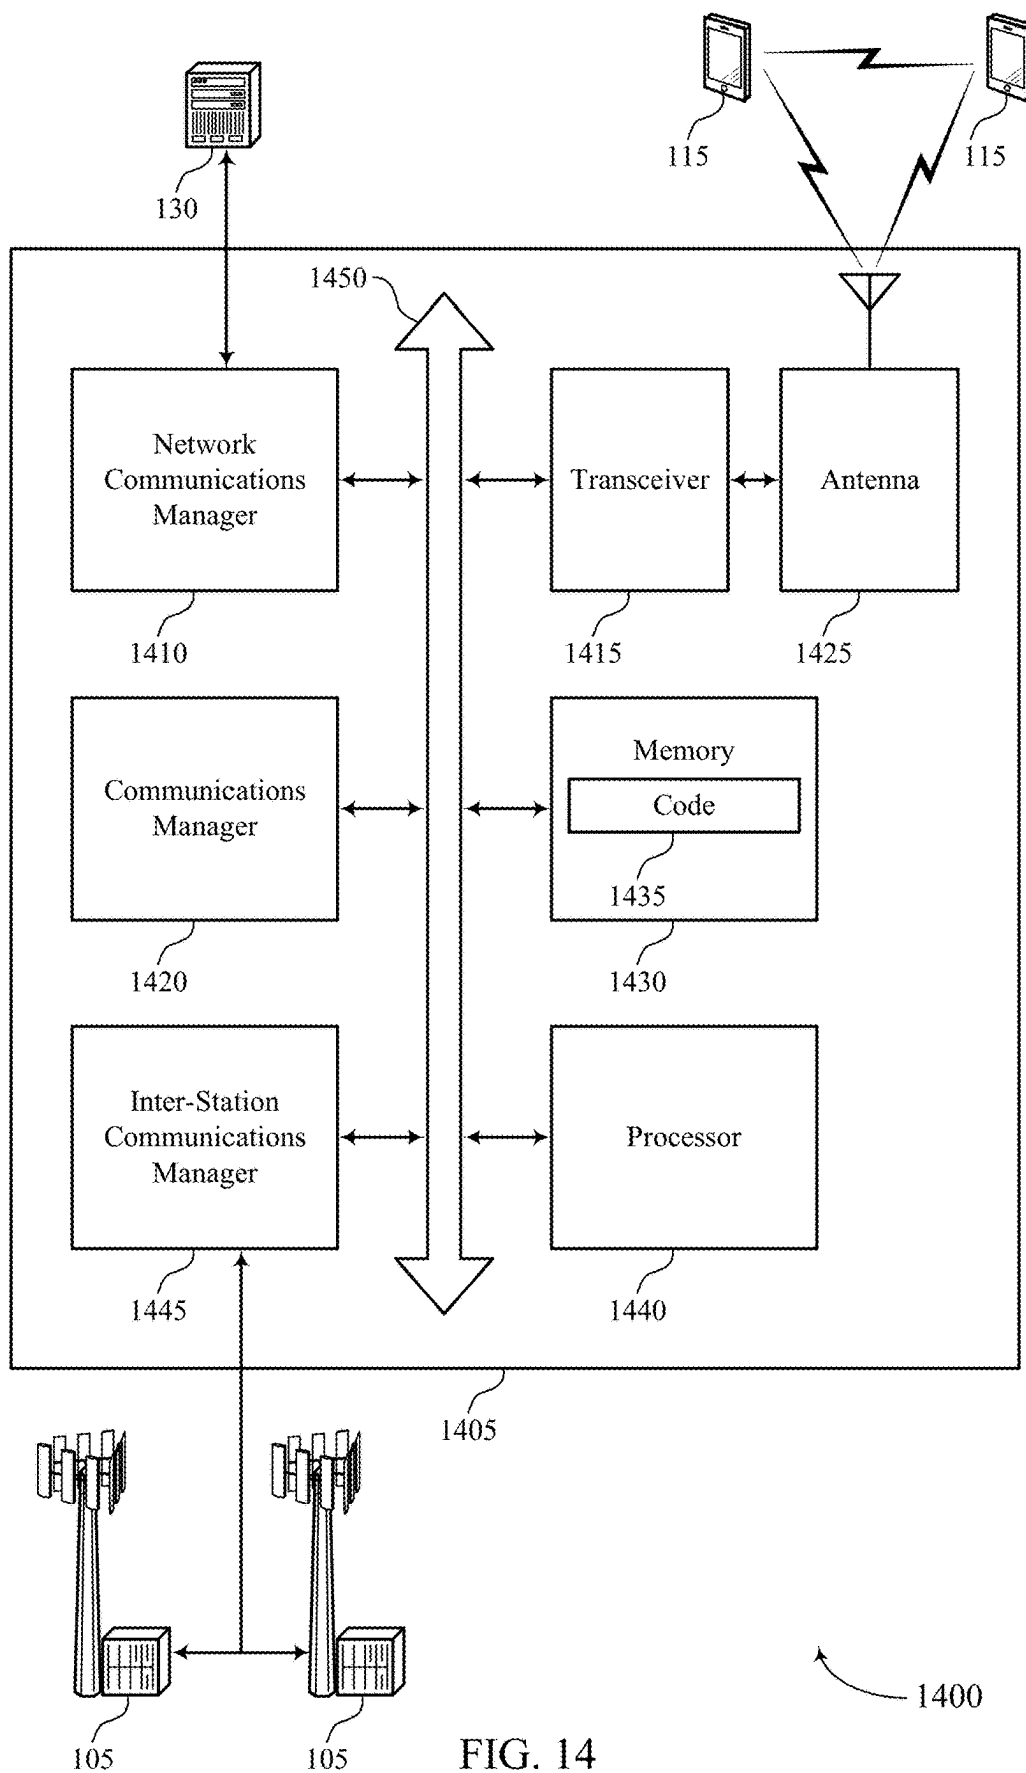 130
115
115
1450
Network
Communications
Manager
Transceiver
Antenna
1410
1415
1425
Communications
Manager
Memory
Code
1435
1420
1430
Inter-Station
Communications
Manager
Processor
1445
1440
1405
105
105
1400
FIG. 14